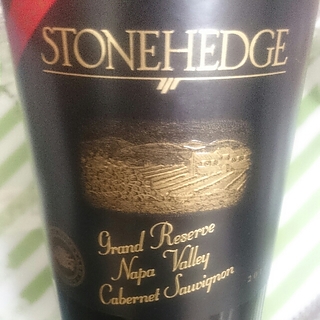 STONEHEDGE
Grand Reserve
Napa Valley
Cabernet Sauvignon